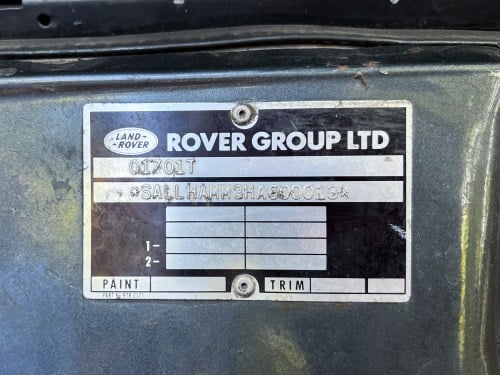 LAND-
-ROVER
ROVER GROUP LTD
01701T
1-
2-
PAINT
TRIM